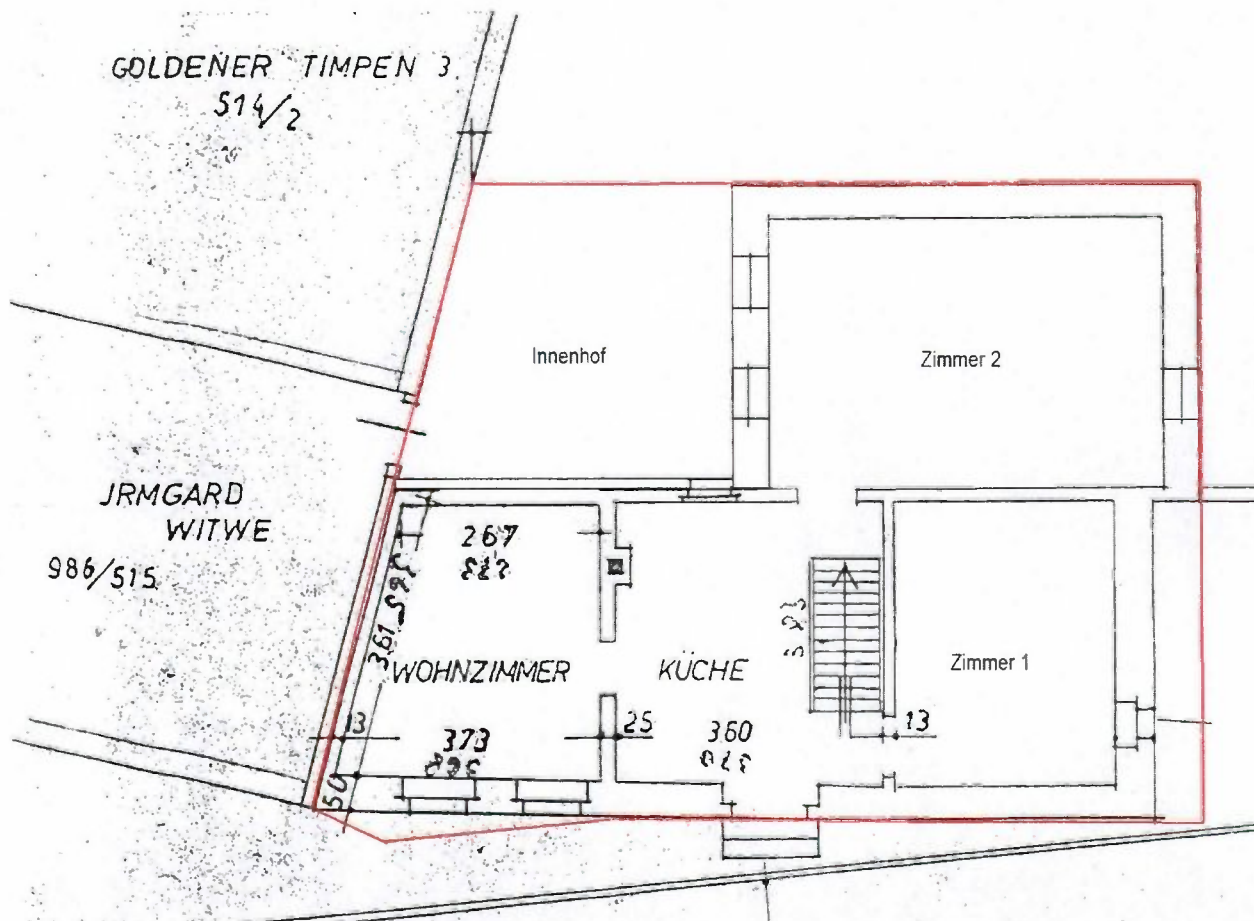 GOLDENER TIMPEN 3
514/2
Innenhof
Zimmer 2
JRMGARD
WITWE
986/515
267
361
WOHNZIMMER
KÜCHE
Zimmer 1
13
373
25
360
13
50